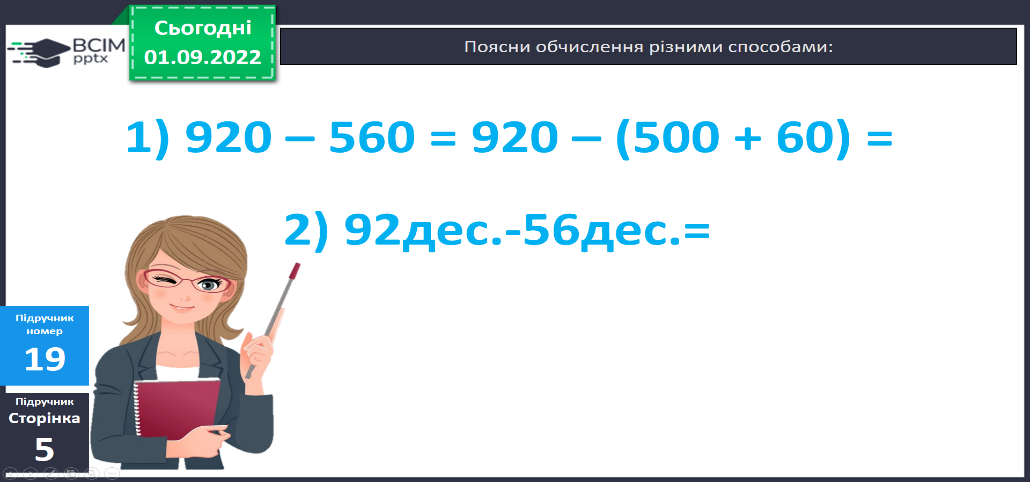 ВСІМ
pptx
Сьогодні
01.09.2022
Поясни обчислення різними способами:
1) 920 – 560 = 920 – (500 + 60) =
2) 92дес.-56дес.=
Підручник
номер
19
Підручник
Сторінка
5